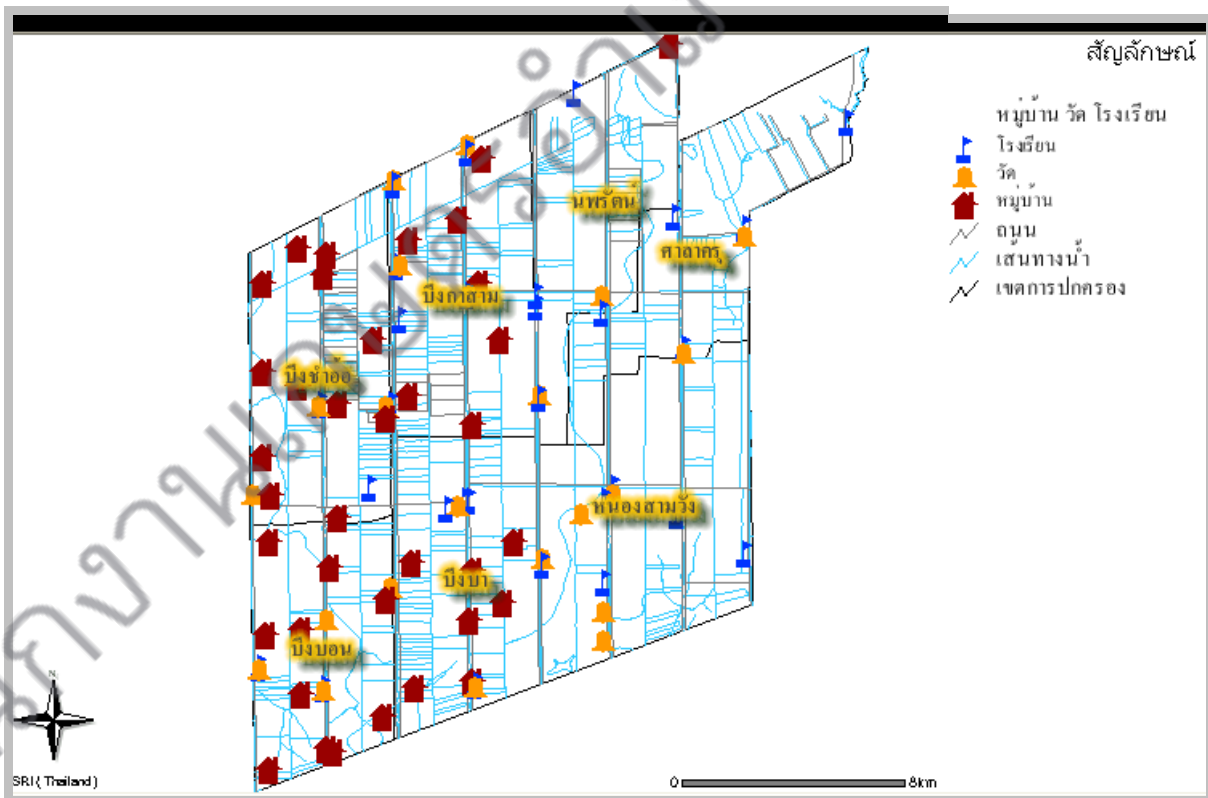 สัญลักษณ์
หมู่บ้าน วัด โรงเรียน
โรงเรียน
วัด
หมู่บ้าน
ถนน
เส้นทางน้ำ
เขตการปกครอง
นพรัตน์
ศาลาครุ
บึงกาสาม
บึงชำอ้อ
หนองสามวัง
บึงบา
บึงบอน
N
SRI( Thailand )
0 8km